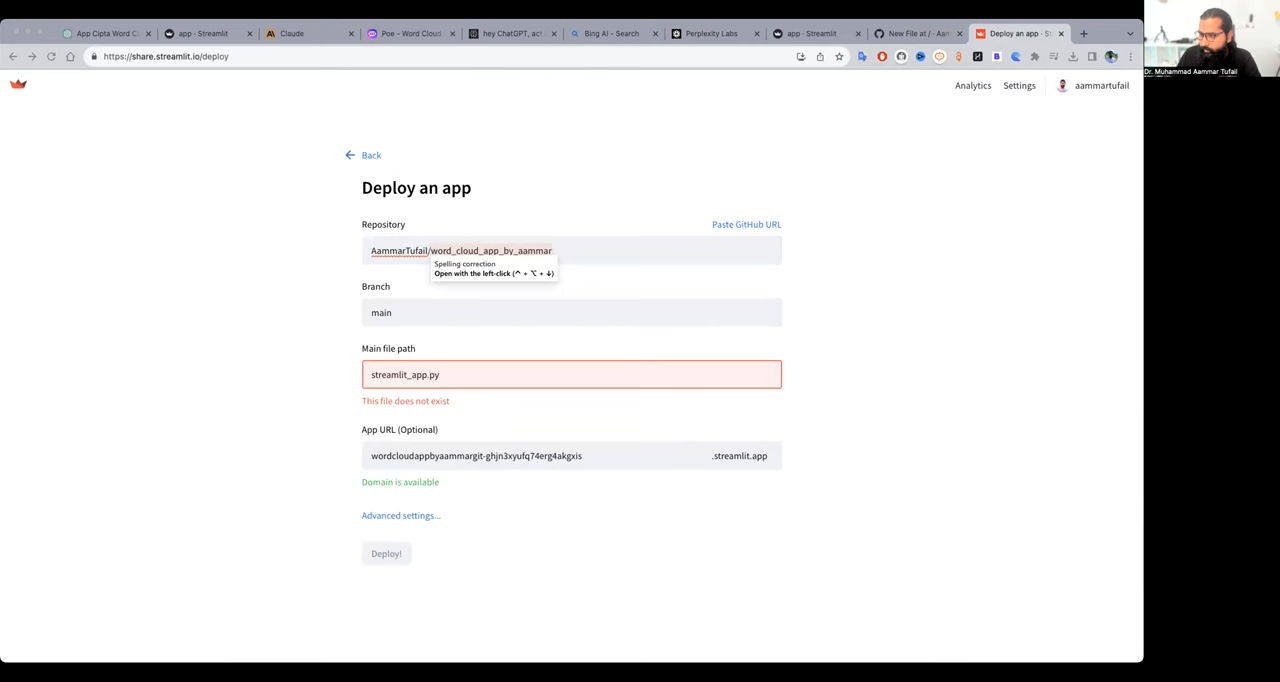 App Cipta Word C
app · Streamlit
Claude
Poe - Word Cloud
hey ChatGPT, act
Bing AI - Search
Perplexity Labs
app · Streamlit
New File at / · Aam
Deploy an app · St
https://share.streamlit.io/deploy
Dr. Muhammad Aammar Tufail
Analytics
Settings
aammartufail
Back
Deploy an app
Repository
Paste GitHub URL
AammarTufail/word_cloud_app_by_aammar
Spelling correction
Open with the left-click (⌃ + ⌥ + ↓)
Branch
main
Main file path
streamlit_app.py
This file does not exist
App URL (Optional)
wordcloudappbyaammargit-ghjn3xyufq74erg4akgxis
.streamlit.app
Domain is available
Advanced settings...
Deploy!